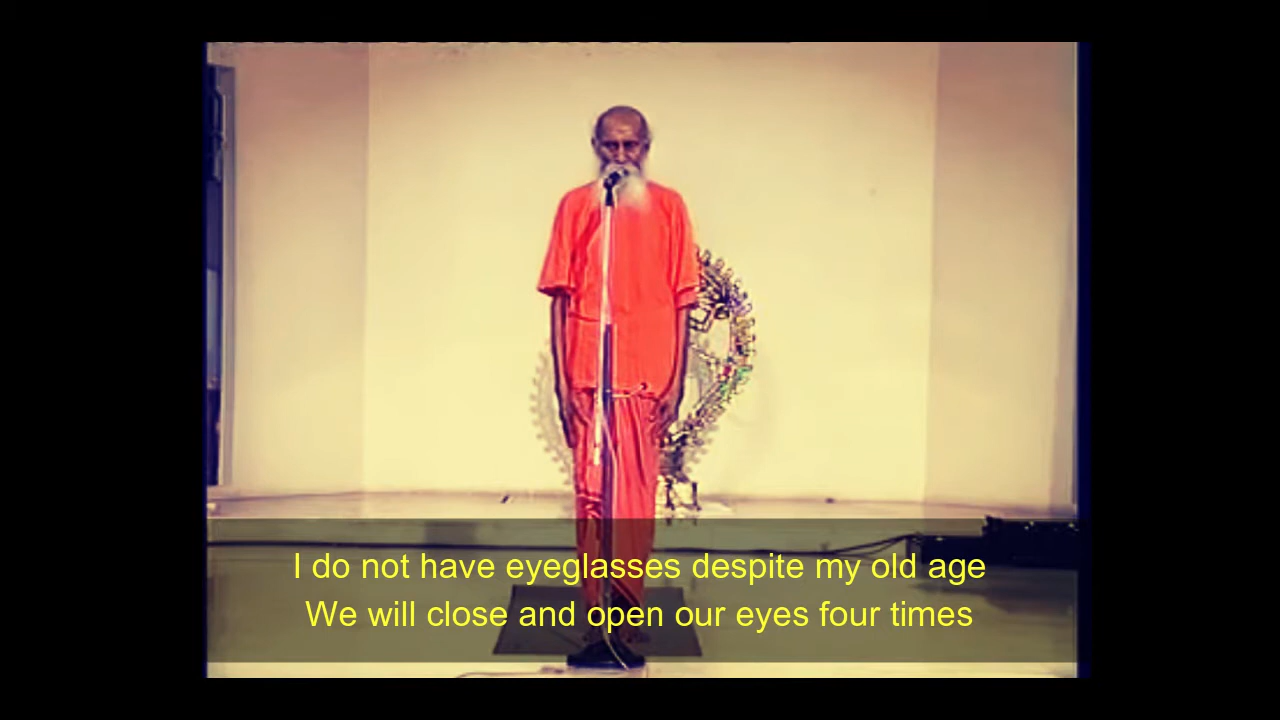 I do not have eyeglasses despite my old age
We will close and open our eyes four times